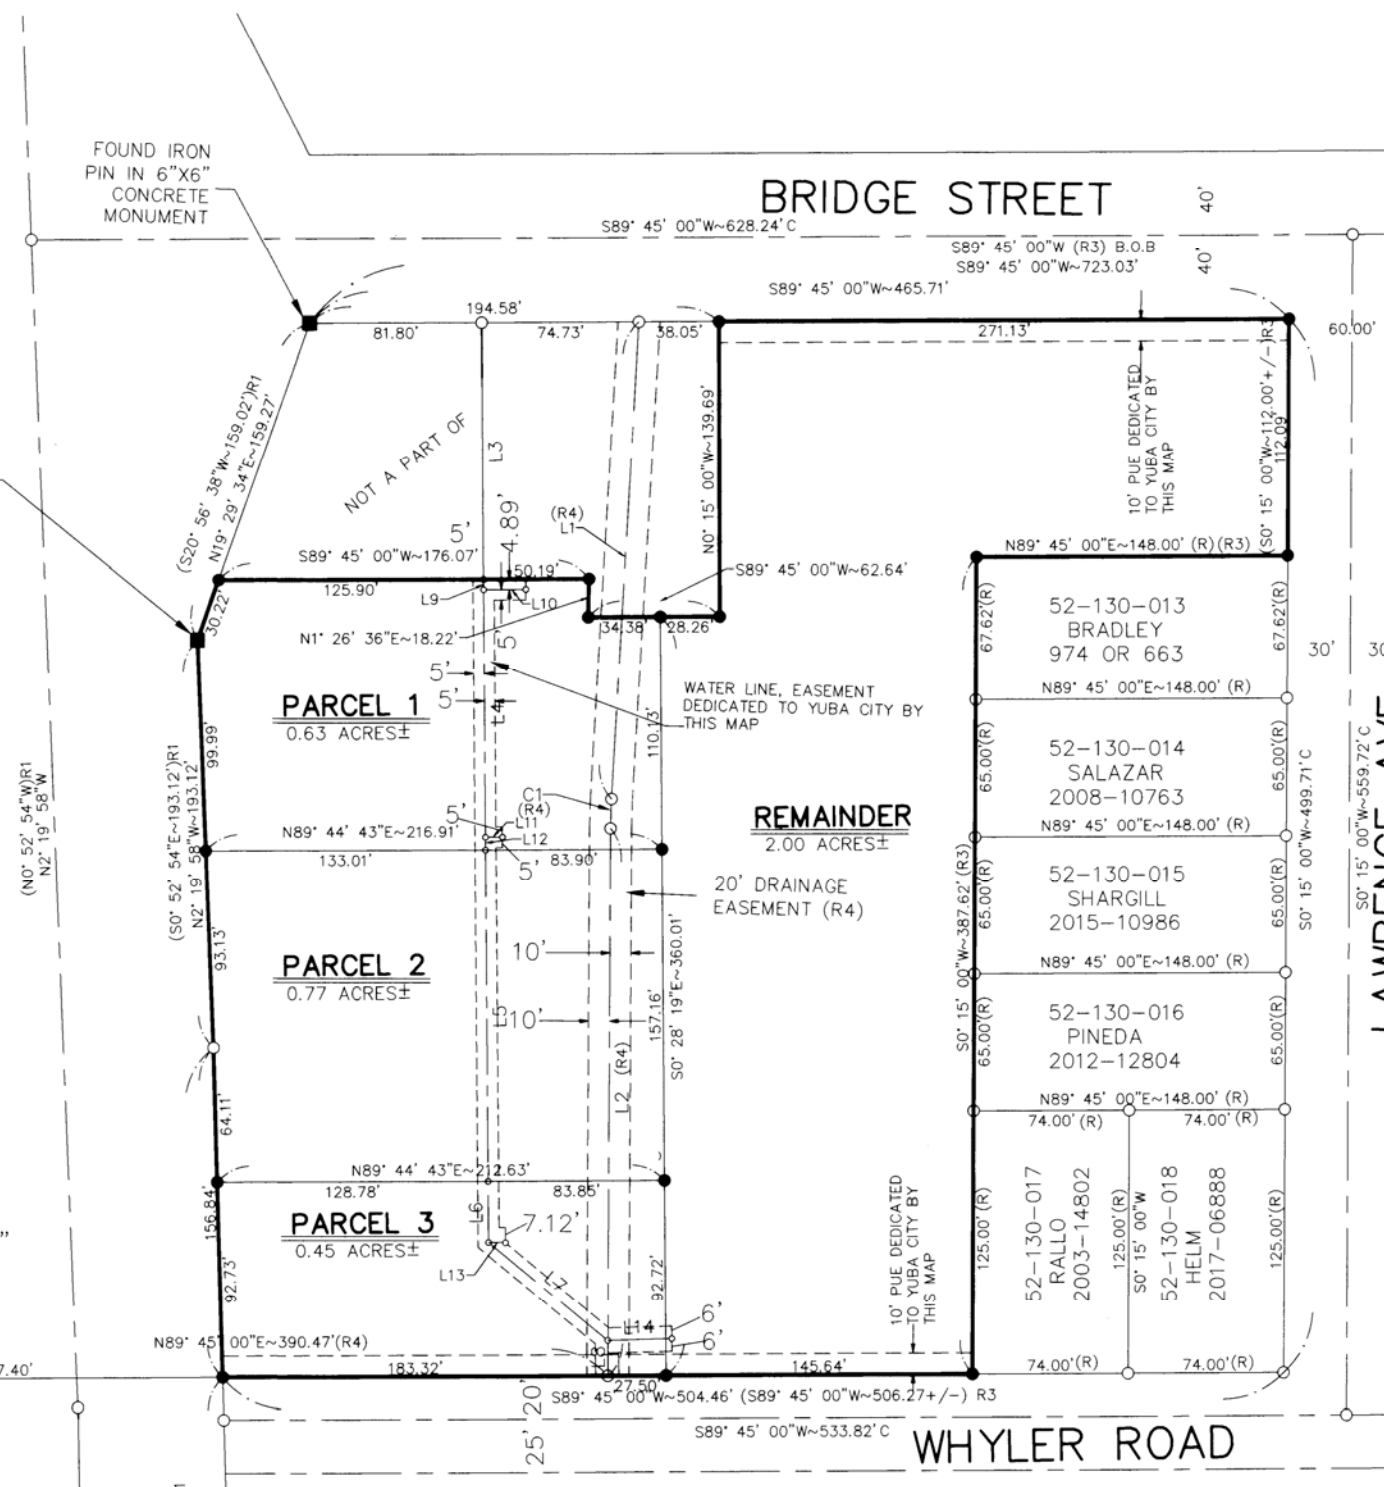 FOUND IRON
PIN IN 6"X6"
CONCRETE
MONUMENT
BRIDGE STREET
40'
S89° 45' 00"W~628.24'C
S89° 45' 00"W (R3) B.O.B
S89° 45' 00"W~723.03'
40'
S89° 45' 00"W~465.71'
194.58'
81.80'
74.73'
38.05'
271.13'
60.00'
(S20° 56' 38"W~159.02')R1
N19° 29' 34"E~159.27'
NOT A PART OF
L3
5'
4.89'
(R4)
L1
N0° 15' 00"W~139.69'
10' PUE DEDICATED
TO YUBA CITY BY
THIS MAP
(S0° 15' 00"W~112.00'+/-)R3
112.09'
S89° 45' 00"W~176.07'
50.19'
125.90'
L9
L10
S89° 45' 00"W~62.64'
N89° 45' 00"E~148.00' (R)(R3)
30.22'
N1° 26' 36"E~18.22'
5'
34.38'
28.26'
67.62'(R)
52-130-013
BRADLEY
974 OR 663
67.62'(R)
30'
5'
5'
L4
WATER LINE, EASEMENT
DEDICATED TO YUBA CITY BY
THIS MAP
N89° 45' 00"E~148.00' (R)
PARCEL 1
0.63 ACRES±
99.99'
110.13'
65.00'(R)
52-130-014
SALAZAR
2008-10763
65.00'(R)
(N0° 52' 54"W)R1
N2° 19' 58"W
(S0° 52' 54"E~193.12')R1
N2° 19' 58"W~193.12'
C1
(R4)
5'
L11
L12
5'
N89° 44' 43"E~216.91'
133.01'
83.90'
REMAINDER
2.00 ACRES±
N89° 45' 00"E~148.00' (R)
S0° 15' 00"W~499.71'C
S0° 15' 00"W~559.72'C
LAWRENCE AVE
20' DRAINAGE
EASEMENT (R4)
S0° 15' 00"W~387.62' (R3)
65.00'(R)
52-130-015
SHARGILL
2015-10986
65.00'(R)
93.13'
PARCEL 2
0.77 ACRES±
10'
10'
L5
157.16'
S0° 28' 19"E~360.01'
N89° 45' 00"E~148.00' (R)
65.00'(R)
52-130-016
PINEDA
2012-12804
65.00'(R)
64.11'
L2 (R4)
N89° 45' 00"E~148.00' (R)
74.00'(R)
74.00'(R)
N89° 44' 43"E~212.63'
128.78'
83.85'
156.84'
PARCEL 3
0.45 ACRES±
L6
7.12'
L13
L7
92.73'
92.72'
10' PUE DEDICATED
TO YUBA CITY BY
THIS MAP
125.00'(R)
52-130-017
RALLO
2003-14802
125.00'(R)
S0° 15' 00"W
52-130-018
HELM
2017-06888
125.00'(R)
L14
6'
6'
N89° 45' 00"E~390.47'(R4)
7.40'
183.32'
27.50'
145.64'
74.00'(R)
74.00'(R)
20'
S89° 45' 00"W~504.46' (S89° 45' 00"W~506.27+/-) R3
25'
S89° 45' 00"W~533.82'C
WHYLER ROAD